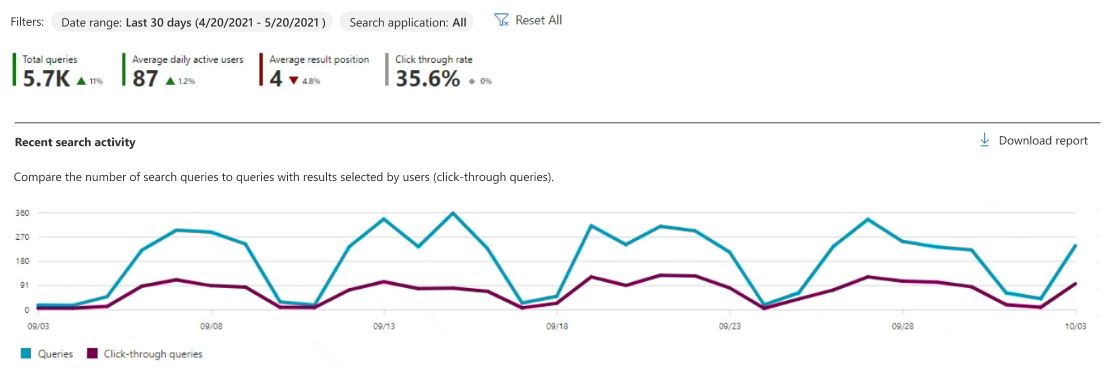 Filters: Date range: Last 30 days (4/20/2021 - 5/20/2021 ) Search application: All Reset All
Total queries Average daily active users Average result position Click through rate
5.7K 11% 87 1.2% 4 4.8% 35.6% 0%
Recent search activity Download report
Compare the number of search queries to queries with results selected by users (click-through queries).
360
270
180
91
0
09/03 09/08 09/13 09/18 09/23 09/28 10/03
Queries Click-through queries